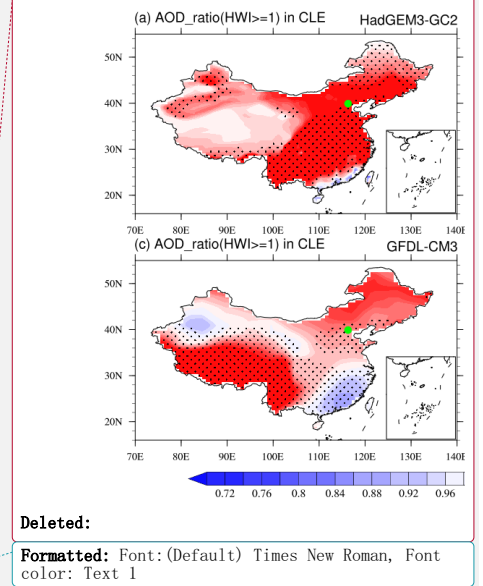 (a) AOD_ratio(HWI>=1) in CLE HadGEM3-GC2
50N
40N
30N
20N
70E 80E 90E 100E 110E 120E 130E 140E
(c) AOD_ratio(HWI>=1) in CLE GFDL-CM3
50N
40N
30N
20N
70E 80E 90E 100E 110E 120E 130E 140E
0.72 0.76 0.8 0.84 0.88 0.92 0.96
Deleted:
Formatted: Font:(Default) Times New Roman, Font
color: Text 1